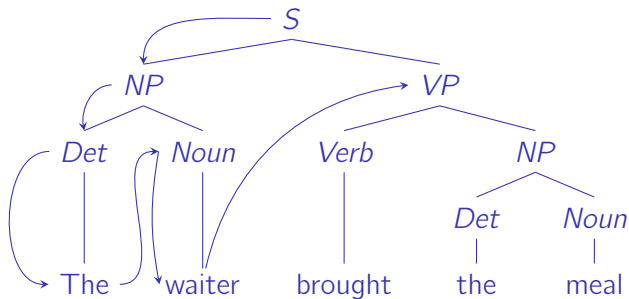 S
NP VP
Det Noun Verb NP
Det Noun
The waiter brought the meal